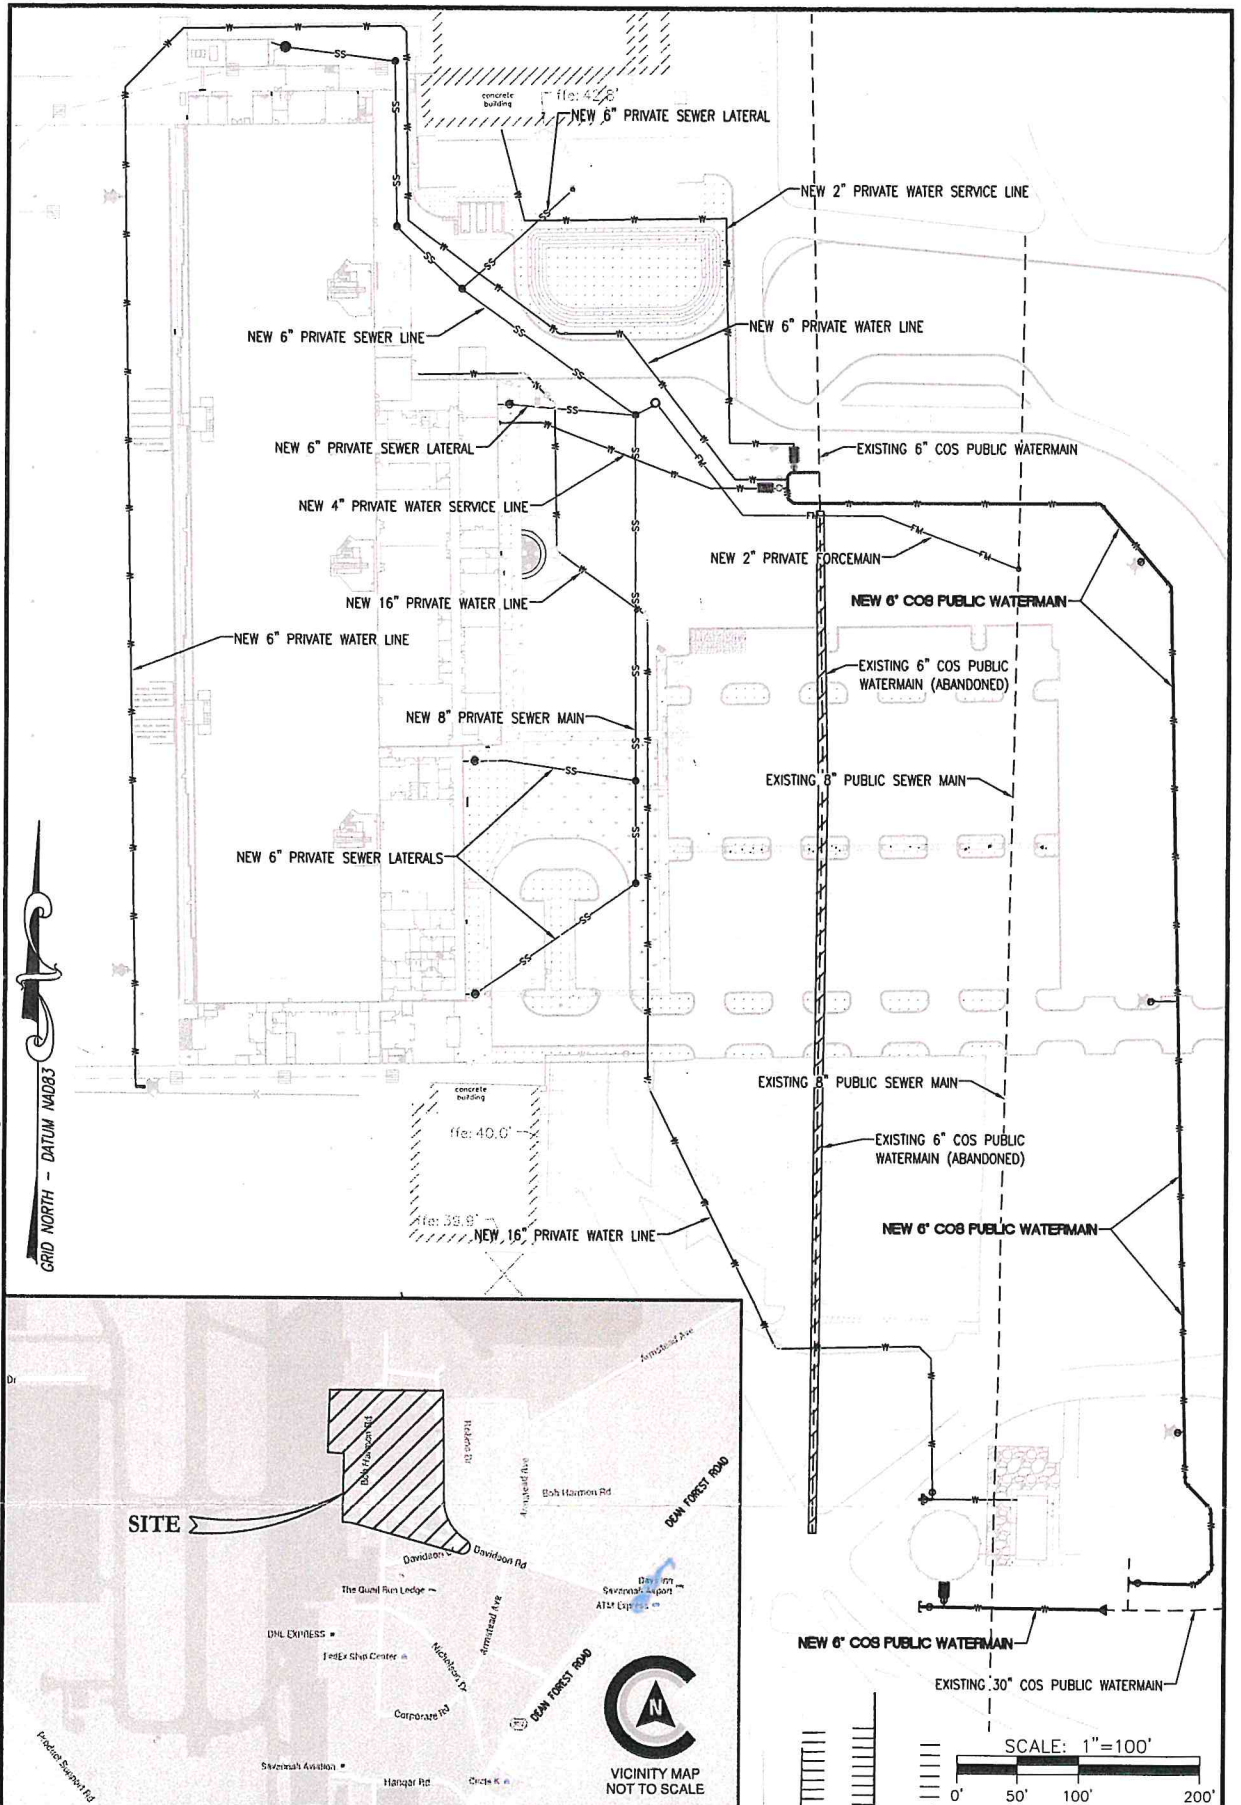 concrete
building
ffe: 42.8'
NEW 6" PRIVATE SEWER LATERAL
NEW 2" PRIVATE WATER SERVICE LINE
NEW 6" PRIVATE SEWER LINE
NEW 6" PRIVATE WATER LINE
NEW 6" PRIVATE SEWER LATERAL
EXISTING 6" COS PUBLIC WATERMAIN
NEW 4" PRIVATE WATER SERVICE LINE
NEW 2" PRIVATE FORCEMAIN
NEW 16" PRIVATE WATER LINE
NEW 6" COS PUBLIC WATERMAIN
NEW 6" PRIVATE WATER LINE
EXISTING 6" COS PUBLIC
WATERMAIN (ABANDONED)
NEW 8" PRIVATE SEWER MAIN
EXISTING 8" PUBLIC SEWER MAIN
NEW 6" PRIVATE SEWER LATERALS
GRID NORTH - DATUM NAD83
concrete
building
EXISTING 8" PUBLIC SEWER MAIN
ffe: 40.0'
EXISTING 6" COS PUBLIC
WATERMAIN (ABANDONED)
ffe: 39.9'
NEW 16" PRIVATE WATER LINE
NEW 6" COS PUBLIC WATERMAIN
Armstead Ave
Dr
Bob Harmon Rd
Armstead Ave
Bob Harmon Rd
DEAN FOREST ROAD
SITE
Davidson Rd
The Quail Run Lodge
Days Inn
Savannah Airport
ATM Express
DHL EXPRESS
FedEx Ship Center
Armstead Ave
Nicholson Dr
DEAN FOREST ROAD
Corporate Rd
N
Savannah Aviation
Hangar Rd
Circle K
Product Support Rd
VICINITY MAP
NOT TO SCALE
NEW 6" COS PUBLIC WATERMAIN
EXISTING 30" COS PUBLIC WATERMAIN
SCALE: 1"=100'
0' 50' 100' 200'